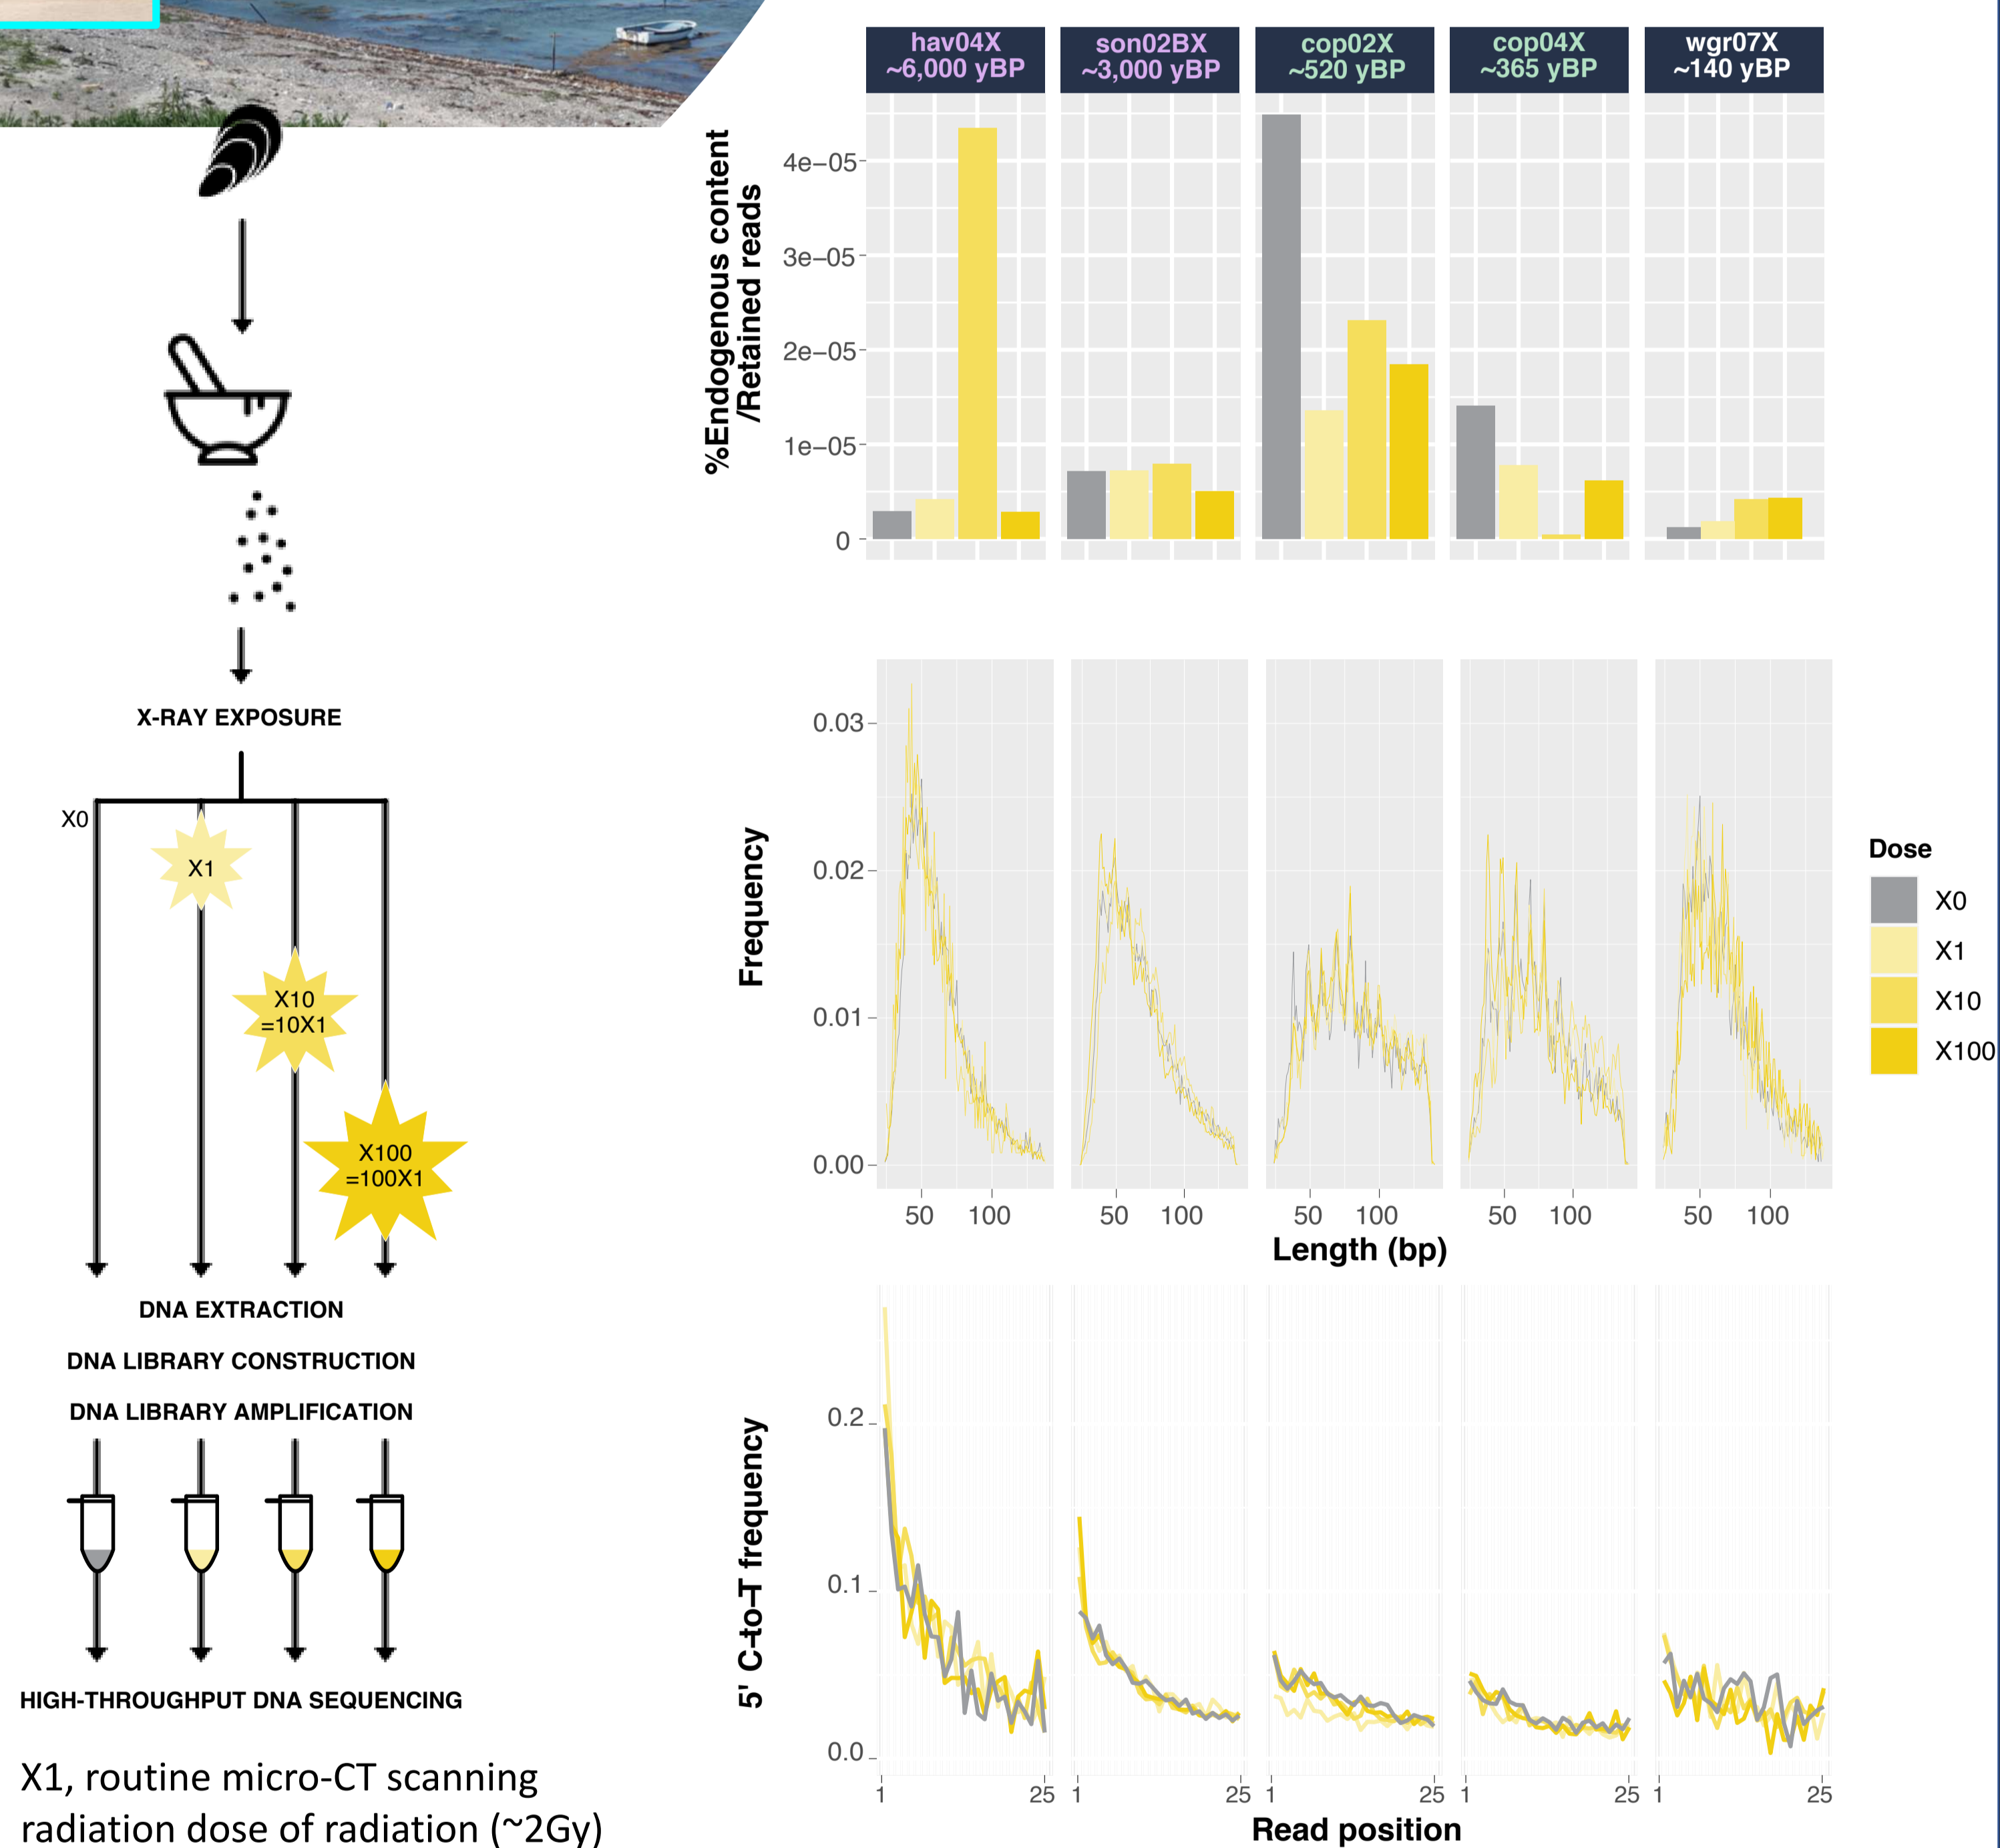 X-RAY EXPOSURE
X0
X1
X10
=10X1
X100
=100X1
DNA EXTRACTION
DNA LIBRARY CONSTRUCTION
DNA LIBRARY AMPLIFICATION
HIGH-THROUGHPUT DNA SEQUENCING
X1, routine micro-CT scanning
radiation dose of radiation (~2Gy)
hav04X
~6,000 yBP
son02BX
~3,000 yBP
cop02X
~520 yBP
cop04X
~365 yBP
wgr07X
~140 yBP
%Endogenous content
/Retained reads
4e−05
3e−05
2e−05
1e−05
0
Frequency
0.03
0.02
0.01
0.00
50 100 50 100 50 100 50 100 50 100
Length (bp)
Dose
X0
X1
X10
X100
5' C-to-T frequency
0.2
0.1
0.0
1 25 1 25 1 25 1 25 1 25
Read position